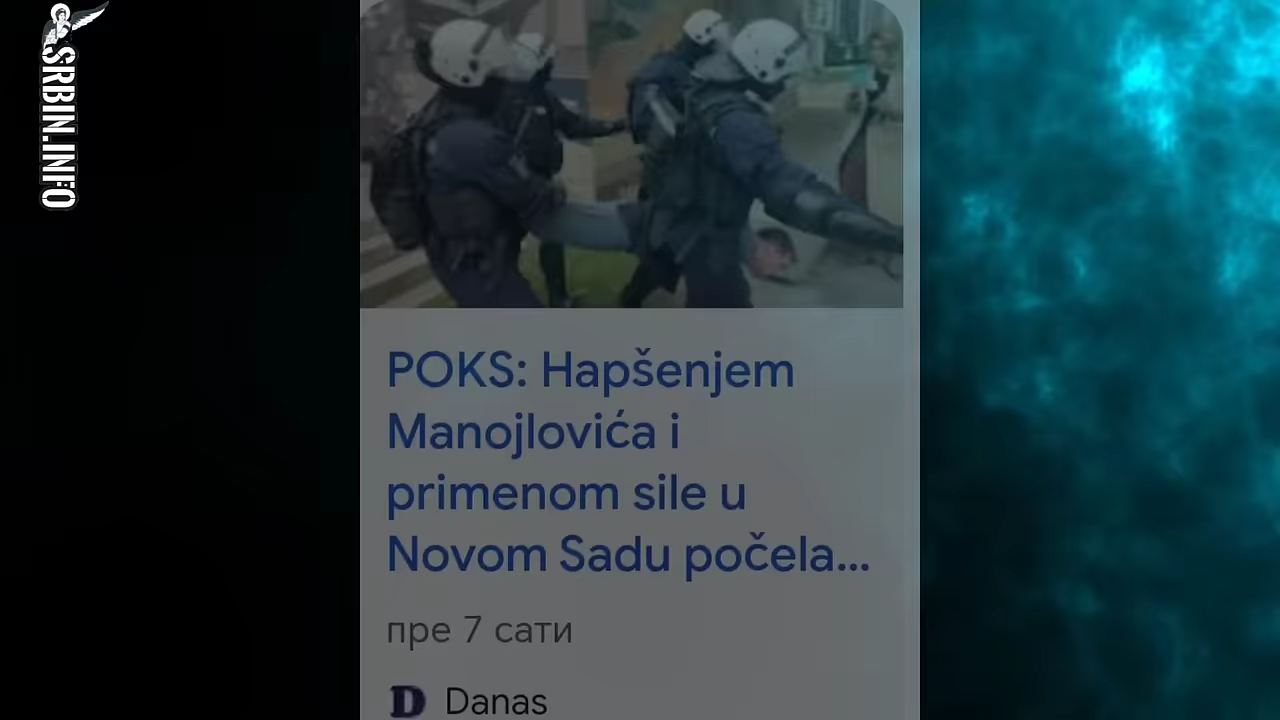 SRBIN.INFO
POKS: Hapšenjem
Manojlovića i
primenom sile u
Novom Sadu počela...
пре 7 сати
D Danas